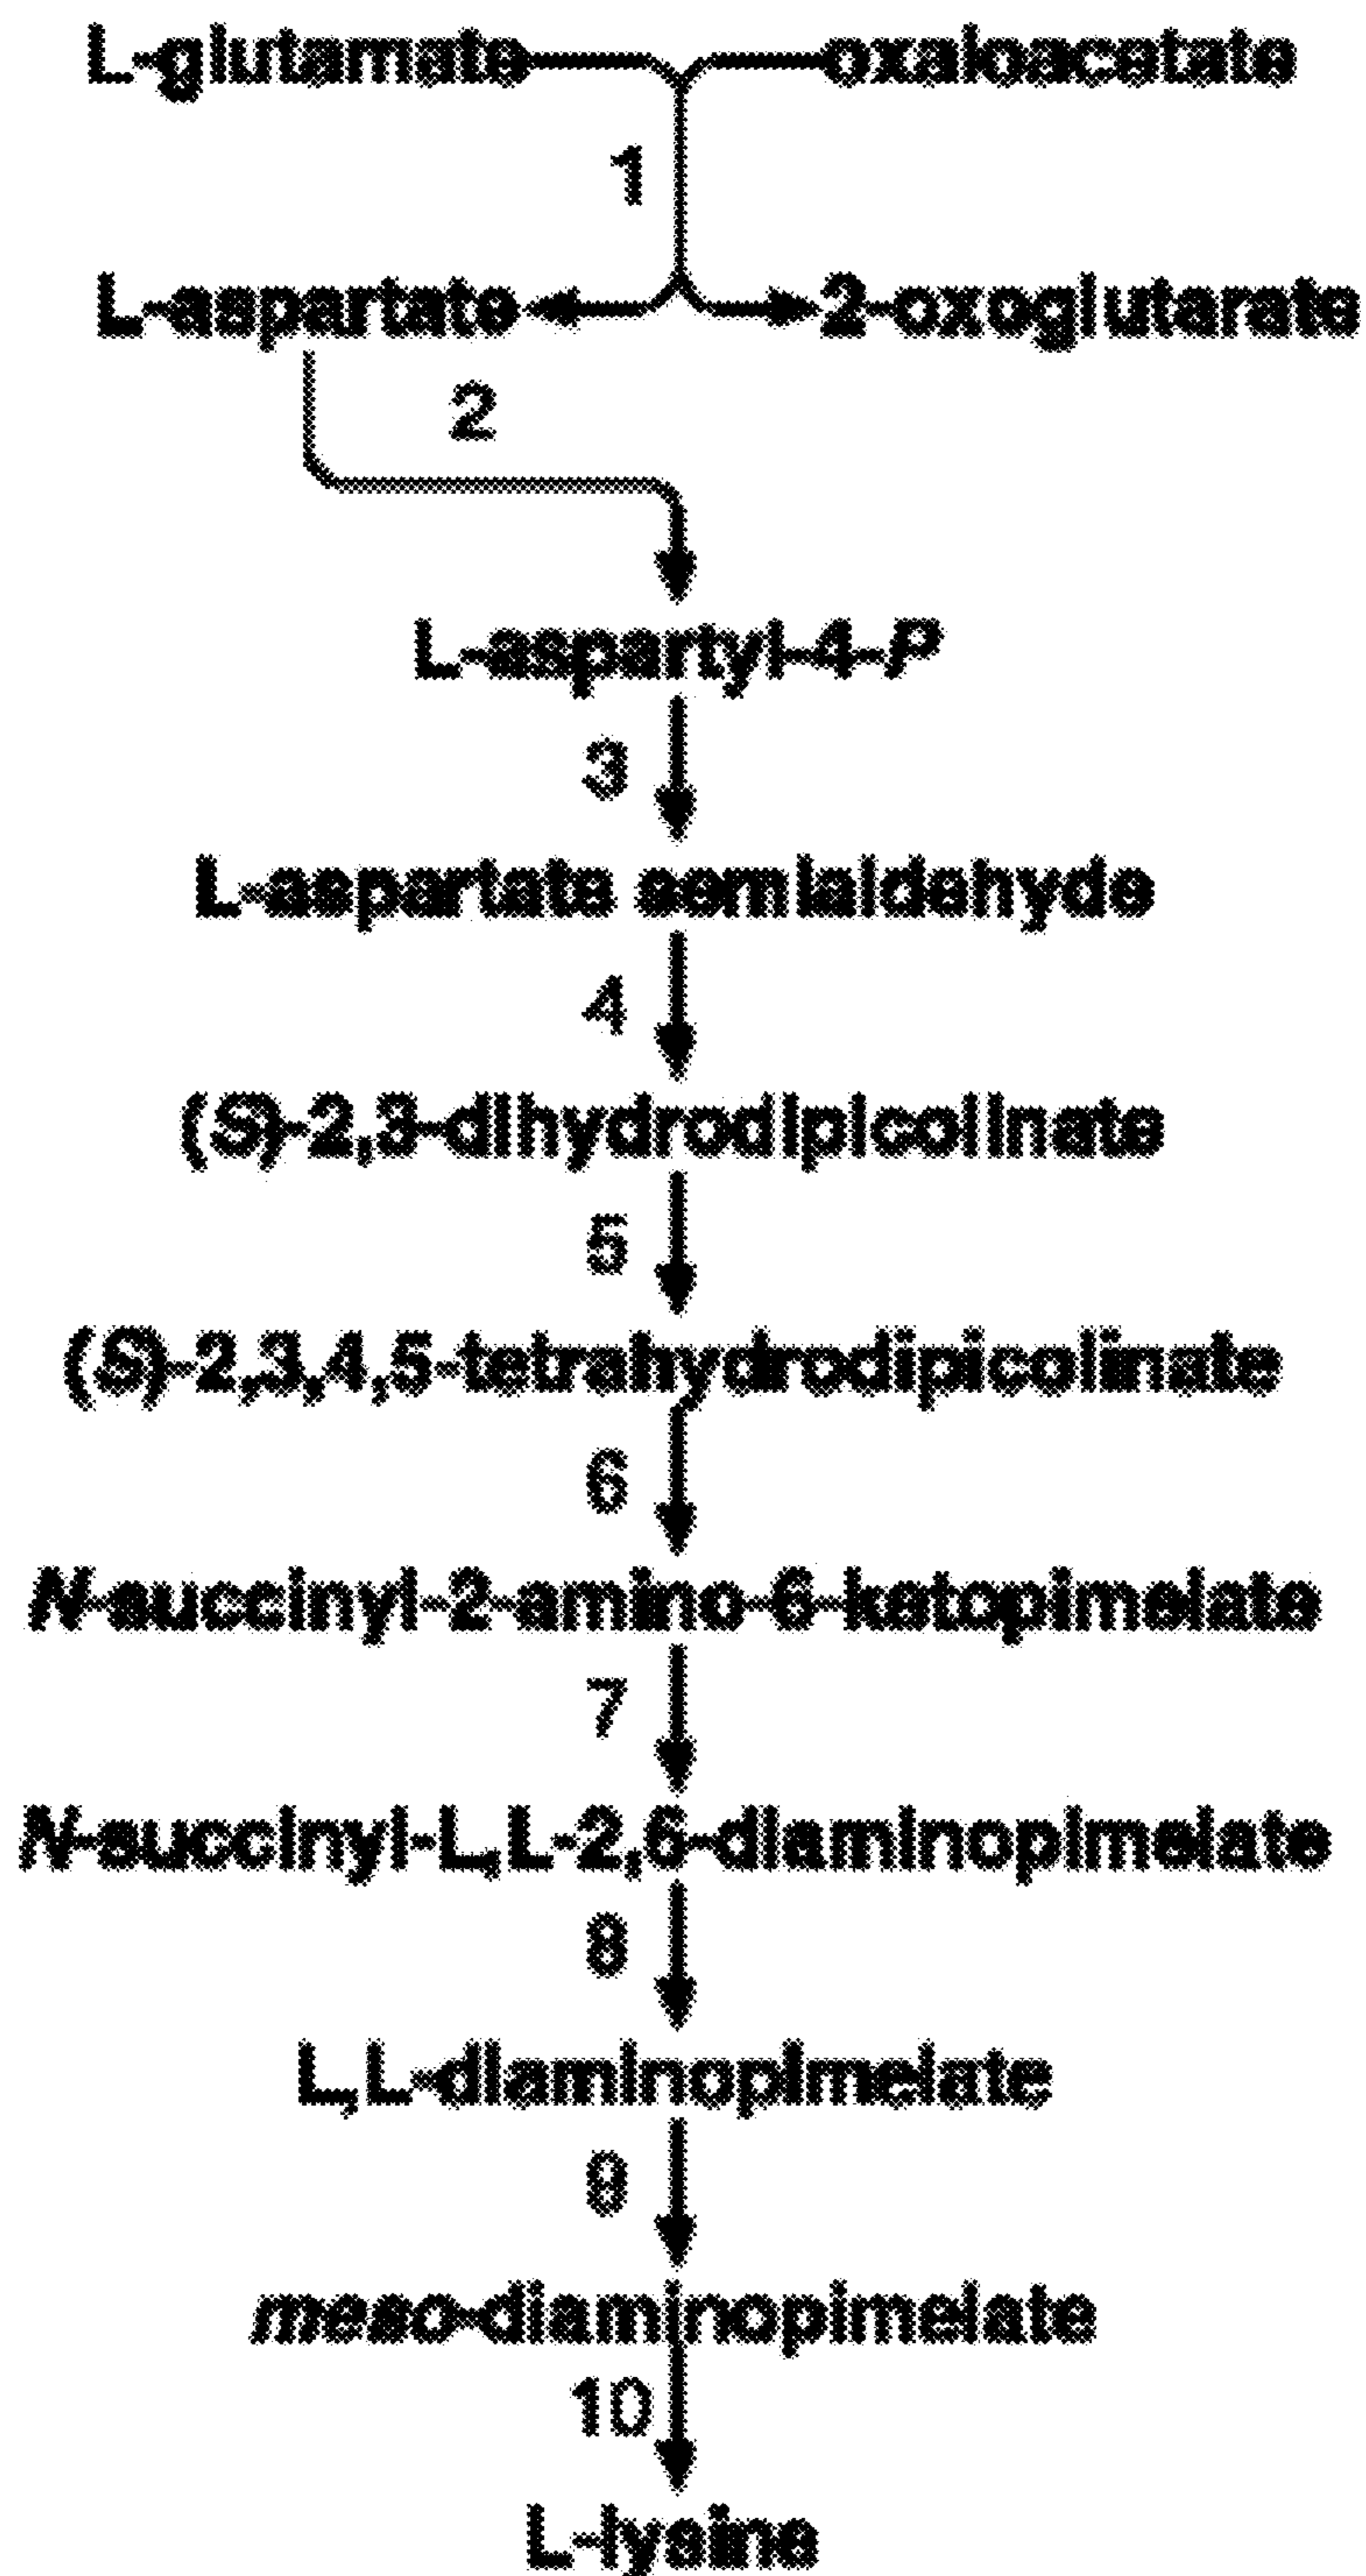 L-glutamate oxaloacetate
1
L-aspartate 2-oxoglutarate
2
L-aspartyl-4-P
3
L-aspartate semialdehyde
4
(S)-2,3-dihydrodipicolinate
5
(S)-2,3,4,5-tetrahydrodipicolinate
6
N-succinyl-2-amino-6-ketopimelate
7
N-succinyl-L,L-2,6-diaminopimelate
8
L,L-diaminopimelate
9
meso-diaminopimelate
10
L-lysine